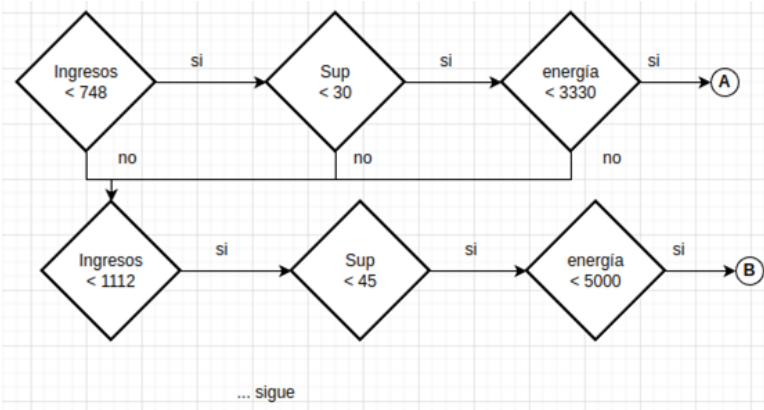 Ingresos
< 748
si
Sup
< 30
si
energía
< 3330
si
A
no
no
no
Ingresos
< 1112
si
Sup
< 45
si
energía
< 5000
si
B
... sigue